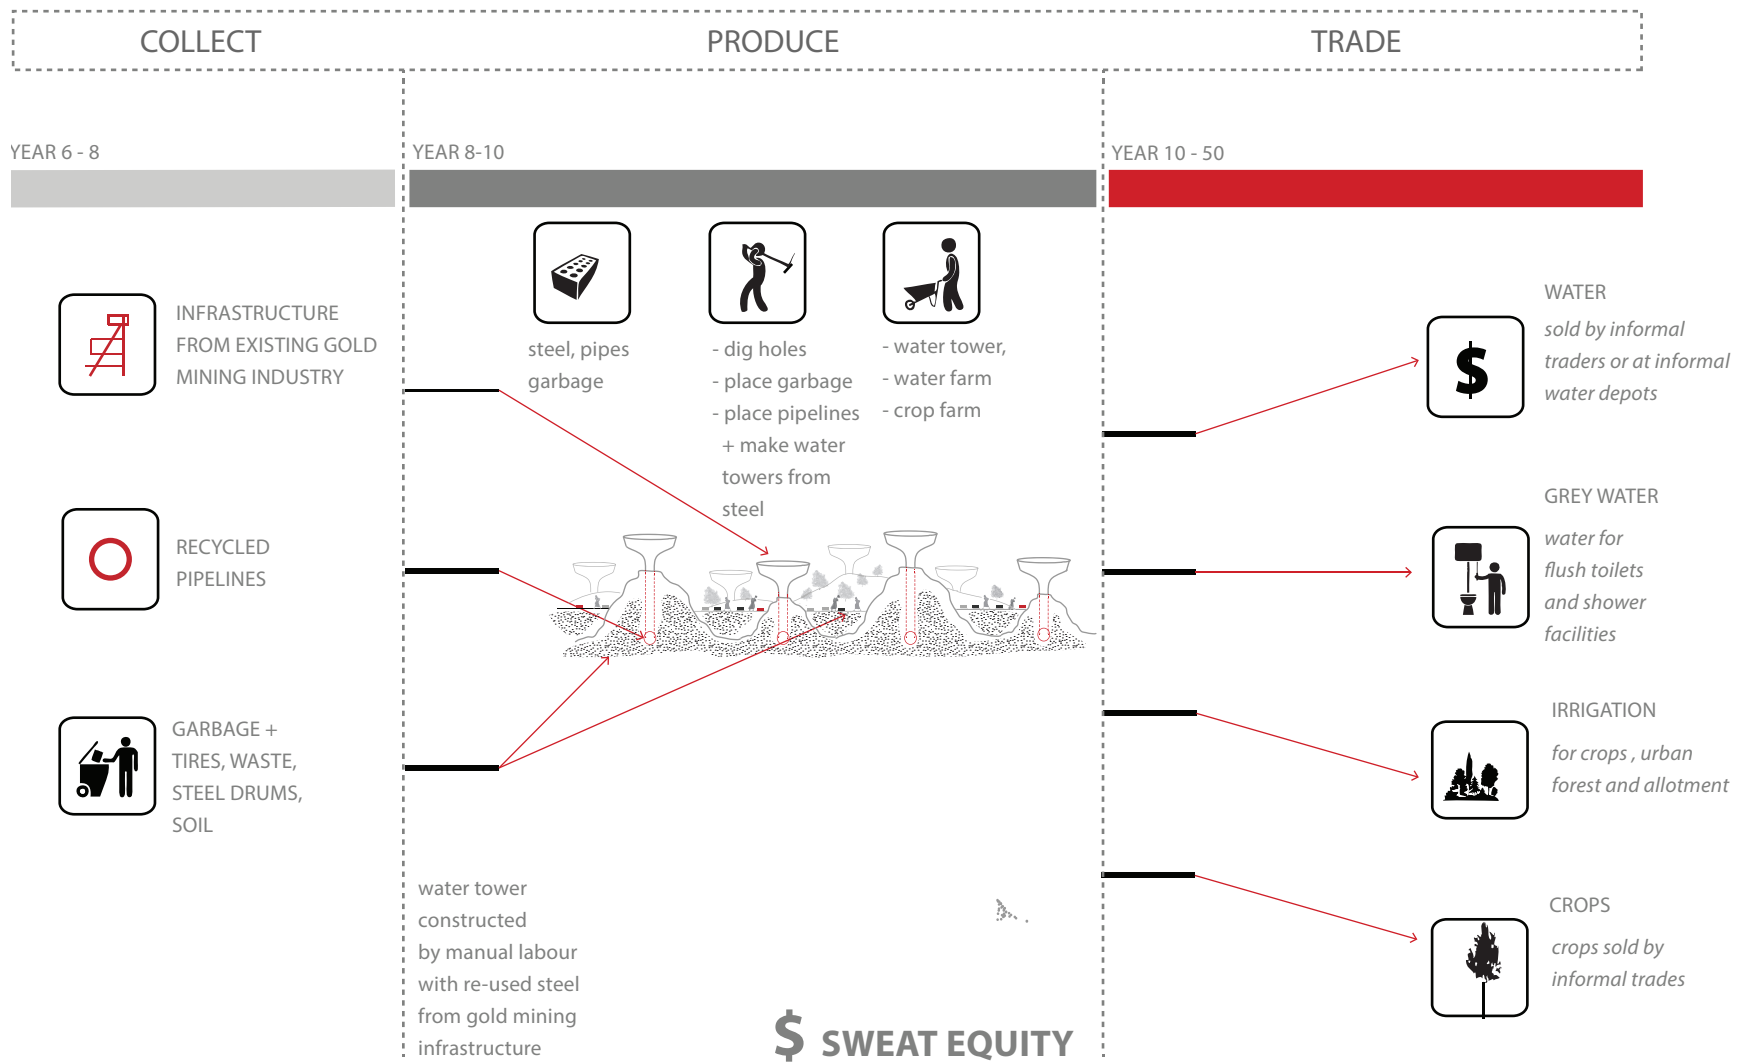 COLLECT
PRODUCE
TRADE
YEAR 6 - 8
YEAR 8-10
YEAR 10 - 50
INFRASTRUCTURE
FROM EXISTING GOLD
MINING INDUSTRY
RECYCLED
PIPELINES
GARBAGE +
TIRES, WASTE,
STEEL DRUMS,
SOIL
steel, pipes
garbage
- dig holes
- place garbage
- place pipelines
+ make water
towers from
steel
- water tower,
- water farm
- crop farm
water tower
constructed
by manual labour
with re-used steel
from gold mining
infrastructure
$ SWEAT EQUITY
$
WATER
sold by informal
traders or at informal
water depots
GREY WATER
water for
flush toilets
and shower
facilities
IRRIGATION
for crops , urban
forest and allotment
CROPS
crops sold by
informal trades